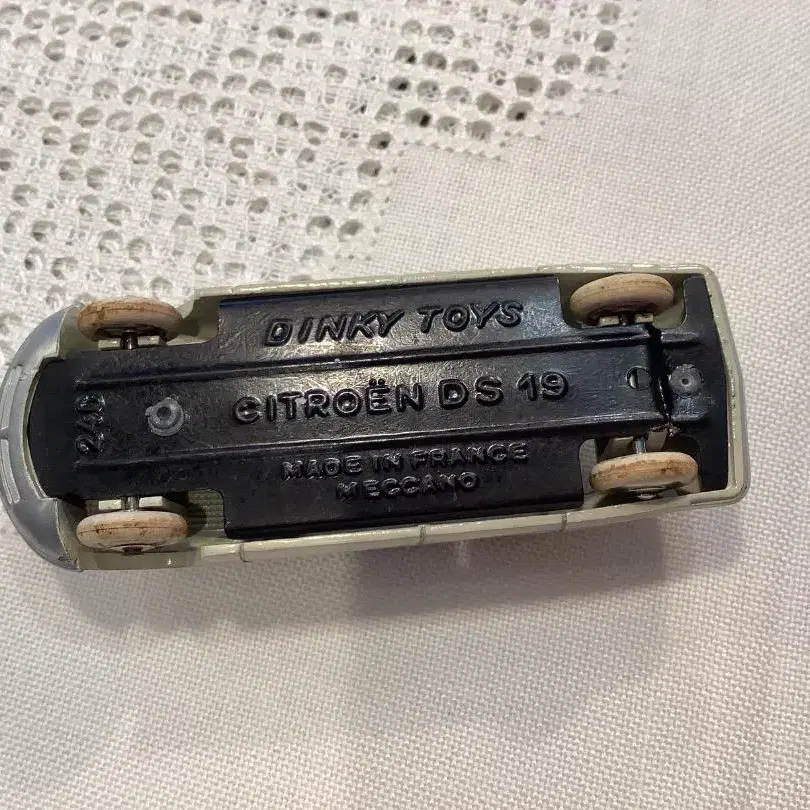 DINKY TOYS
CITROËN DS 19
MADE IN FRANCE
MECCANO
24C